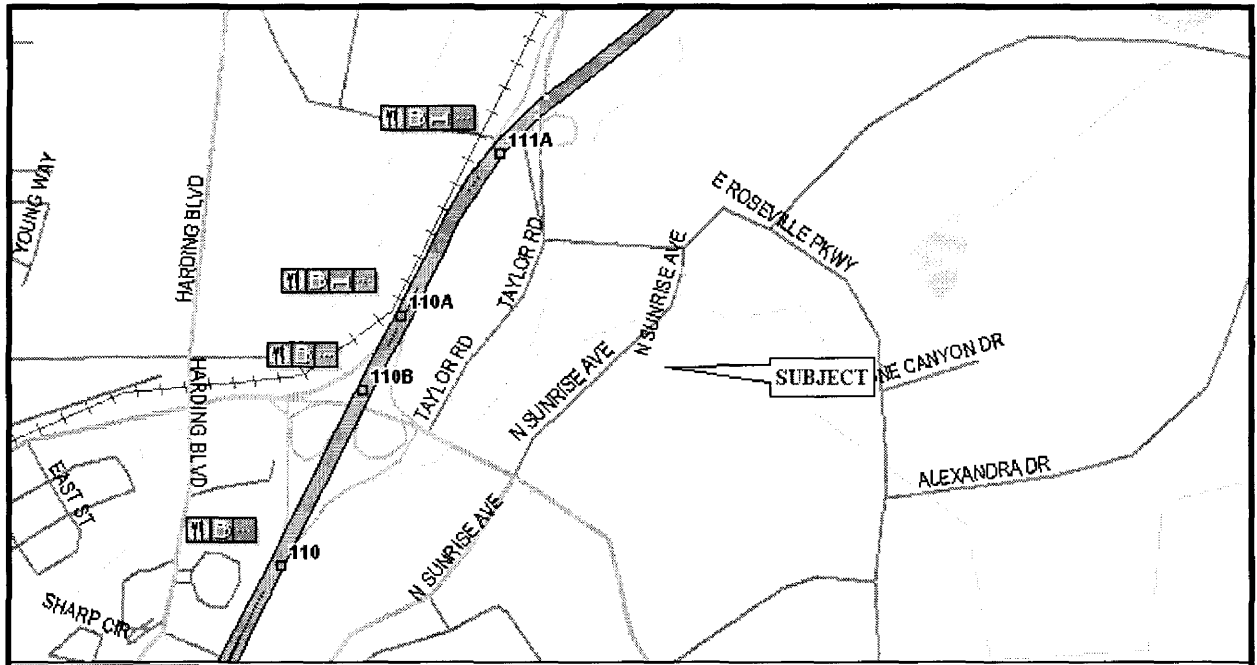 111A
YOUNG WAY
HARDING BLVD
E ROSEVILLE PKWY
TAYLOR RD
N SUNRISE AVE
110A
110B
HARDING BLVD
TAYLOR RD
N SUNRISE AVE
SUBJECT
NE CANYON DR
EAST ST
ALEXANDRA DR
110
N SUNRISE AVE
SHARP CIR